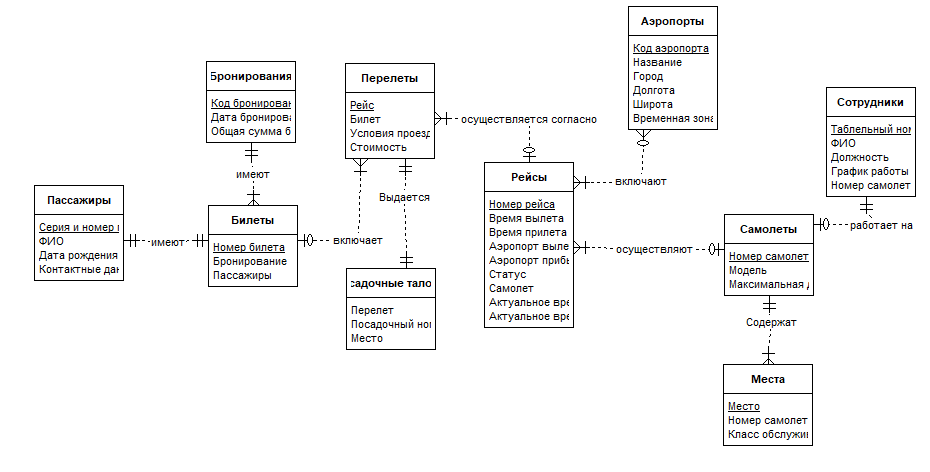 Аэропорты
Код аэропорта
Название
Город
Долгота
Широта
Временная зона
Бронирования
Код бронирован
Дата бронирова
Общая сумма б
Перелеты
Рейс
Билет
Условия проезд
Стоимость
осуществляется согласно
Сотрудники
Таблельный ном
ФИО
Должность
График работы
Номер самолет
имеют
Выдается
Рейсы
Номер рейса
Время вылета
Время прилета
Аэропорт выле
Аэропорт прибы
Статус
Самолет
Актуальное вре
Актуальное вре
включают
Пассажиры
Серия и номер
ФИО
Дата рождения
Контактные дан
имеют
Билеты
Номер билета
Бронирование
Пассажиры
включает
осуществляют
Самолеты
Номер самолет
Модель
Максимальная
работает на
садочные тало
Перелет
Посадочный ном
Место
Содержат
Места
Место
Номер самолет
Класс обслужи